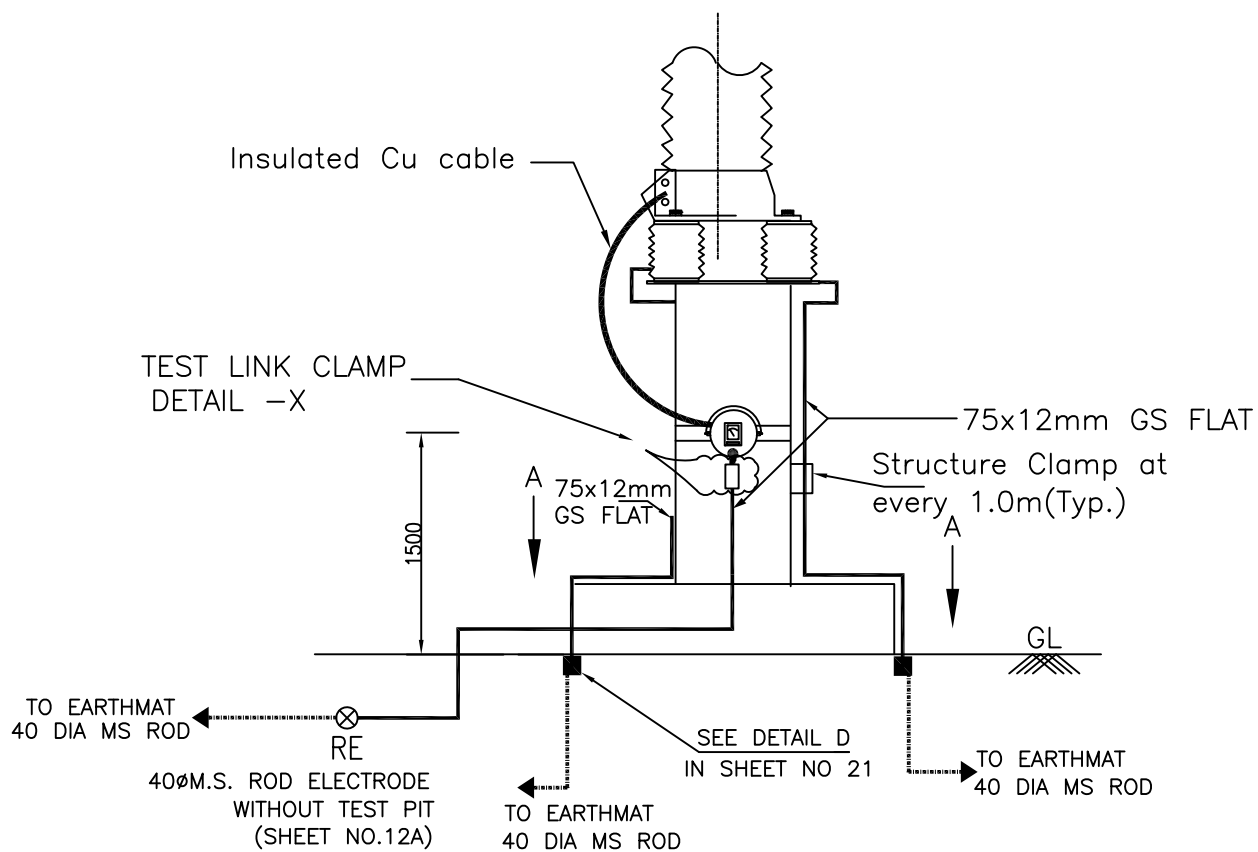 Insulated Cu cable
TEST LINK CLAMP
DETAIL -X
75x12mm GS FLAT
Structure Clamp at
every 1.0m(Typ.)
A
75x12mm
GS FLAT
A
1500
GL
TO EARTHMAT
40 DIA MS ROD
RE
40øM.S. ROD ELECTRODE
WITHOUT TEST PIT
(SHEET NO.12A)
SEE DETAIL D
IN SHEET NO 21
TO EARTHMAT
40 DIA MS ROD
TO EARTHMAT
40 DIA MS ROD